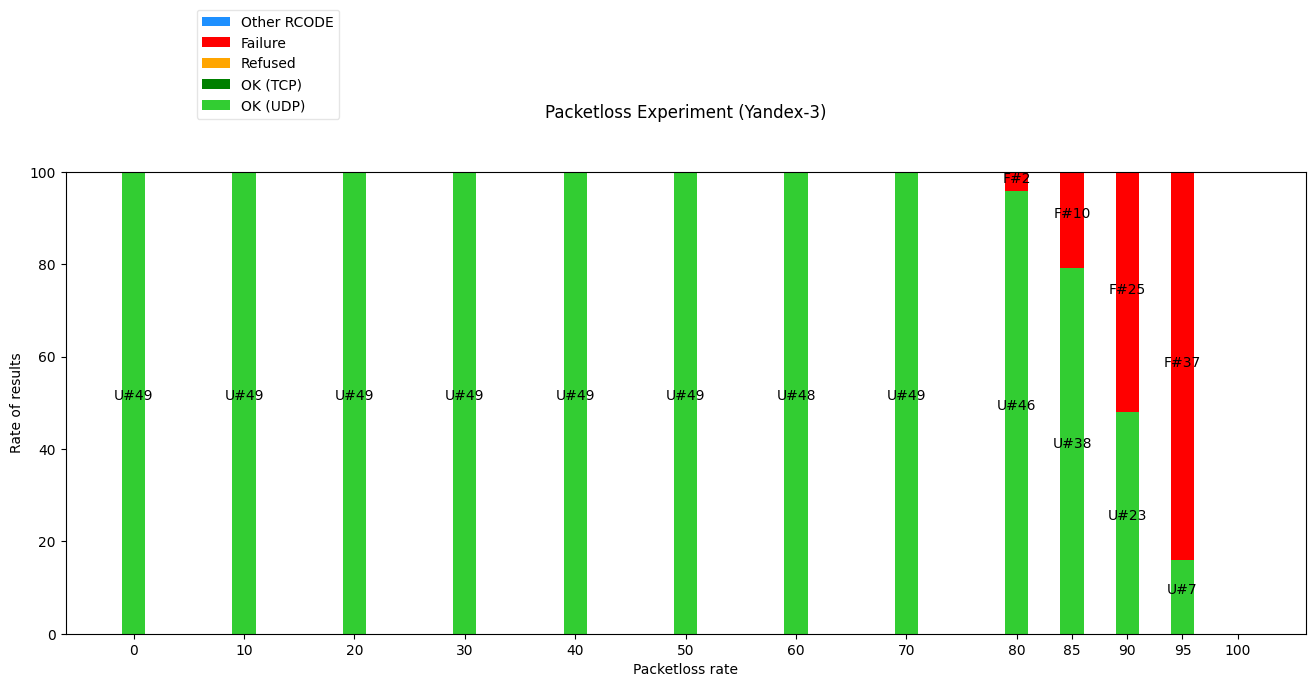 Other RCODE
Failure
Refused
OK (TCP)
OK (UDP)
Packetloss Experiment (Yandex-3)
100
80
60
40
20
0
Rate of results
F#2
F#10
F#25
F#37
U#49
U#49
U#49
U#49
U#49
U#49
U#48
U#49
U#46
U#38
U#23
U#7
0 10 20 30 40 50 60 70 80 85 90 95 100
Packetloss rate